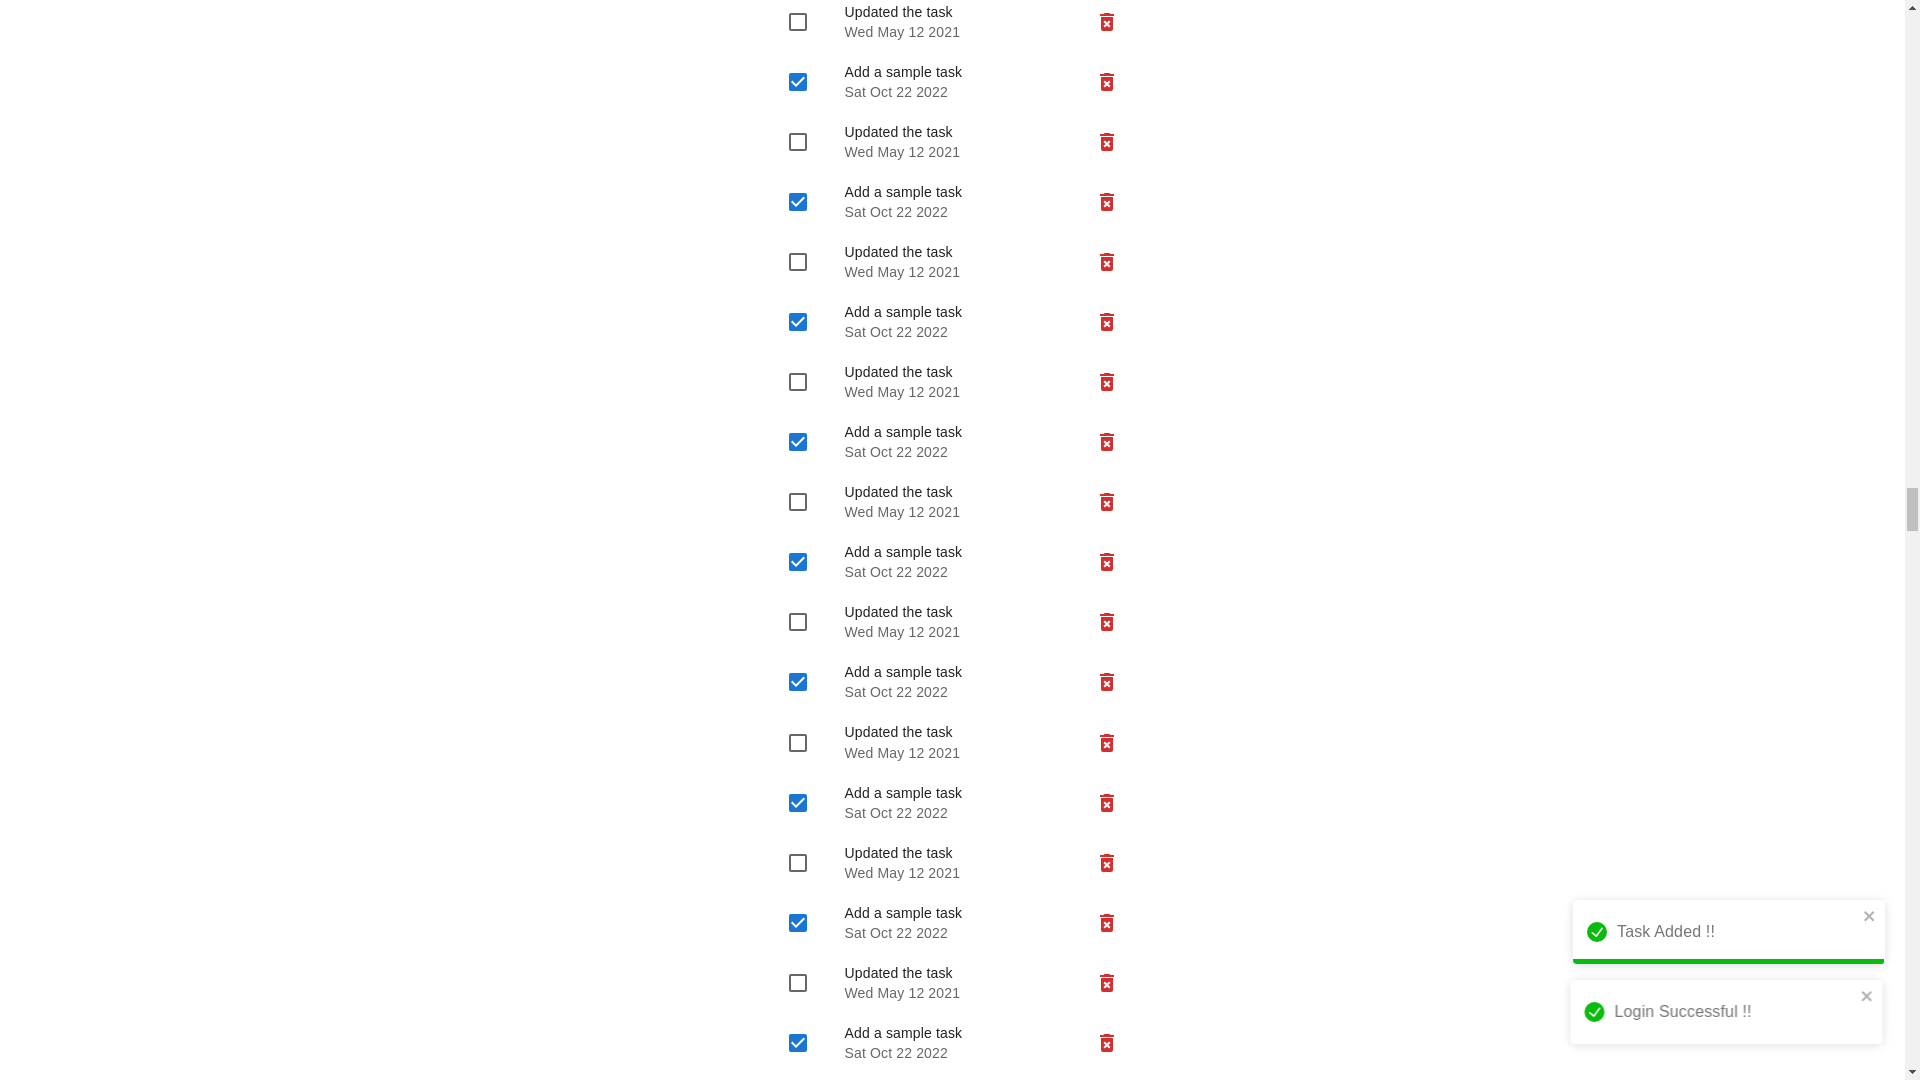 Updated the task
Wed May 12 2021
Add a sample task
Sat Oct 22 2022
Updated the task
Wed May 12 2021
Add a sample task
Sat Oct 22 2022
Updated the task
Wed May 12 2021
Add a sample task
Sat Oct 22 2022
Updated the task
Wed May 12 2021
Add a sample task
Sat Oct 22 2022
Updated the task
Wed May 12 2021
Add a sample task
Sat Oct 22 2022
Updated the task
Wed May 12 2021
Add a sample task
Sat Oct 22 2022
Updated the task
Wed May 12 2021
Add a sample task
Sat Oct 22 2022
Updated the task
Wed May 12 2021
Add a sample task
Sat Oct 22 2022
Updated the task
Wed May 12 2021
Add a sample task
Sat Oct 22 2022
Task Added !!
Login Successful !!